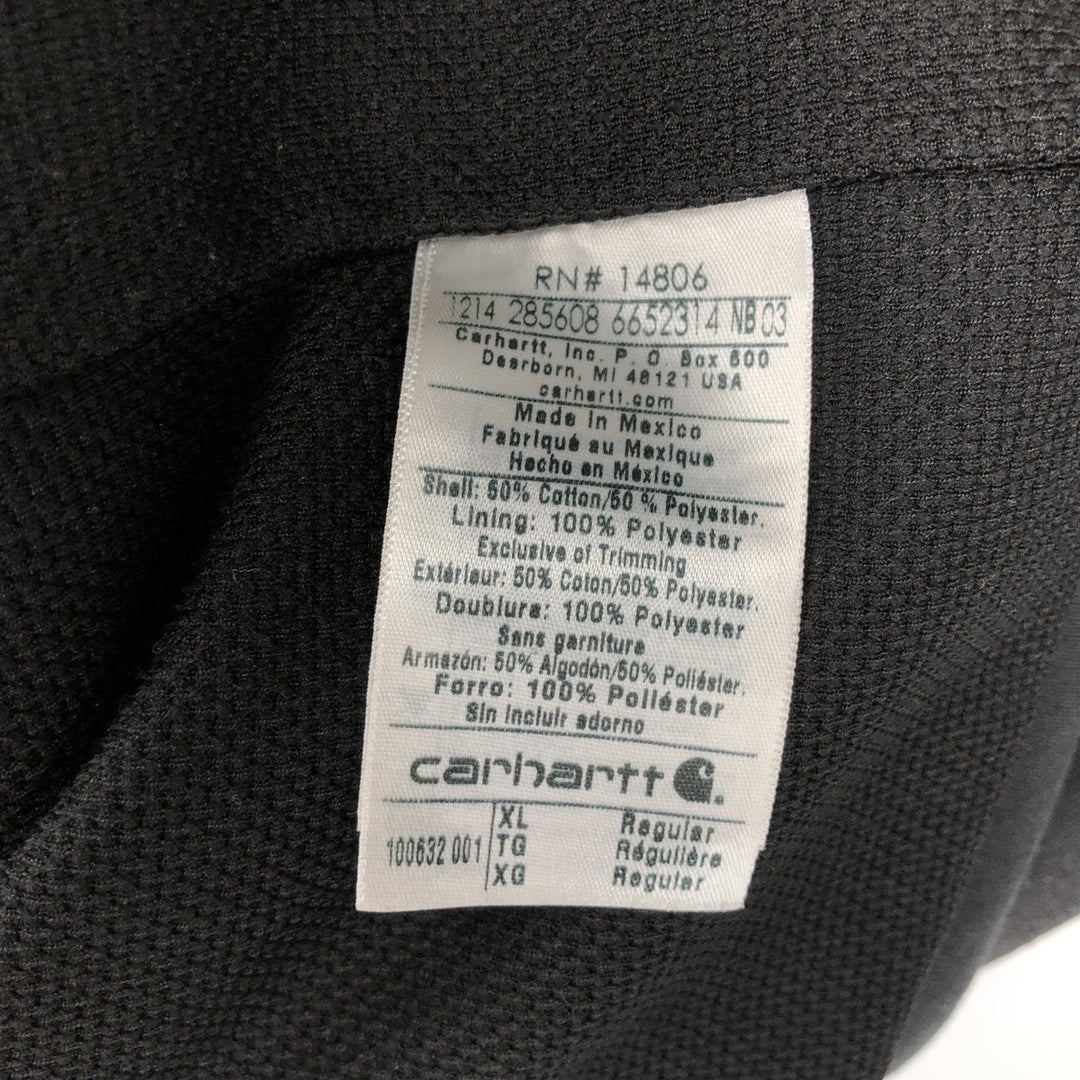 RN# 14806
1214 285608 6652314 NB 03
Carhartt, Inc. P. O. Box 600
Dearborn, MI 48121 USA
carhartt.com
Made in Mexico
Fabriqué au Mexique
Hecho en México
Shell: 50% Cotton/50 % Polyester.
Lining: 100% Polyester
Exclusive of Trimming
Extérieur: 50% Coton/50% Polyester.
Doublure: 100% Polyester
Sans garniture
Armazón: 50% Algodón/50% Poliéster.
Forro: 100% Poliéster
Sin incluir adorno
carhartt
100632 001
XL Regular
TG Régulière
XG Regular